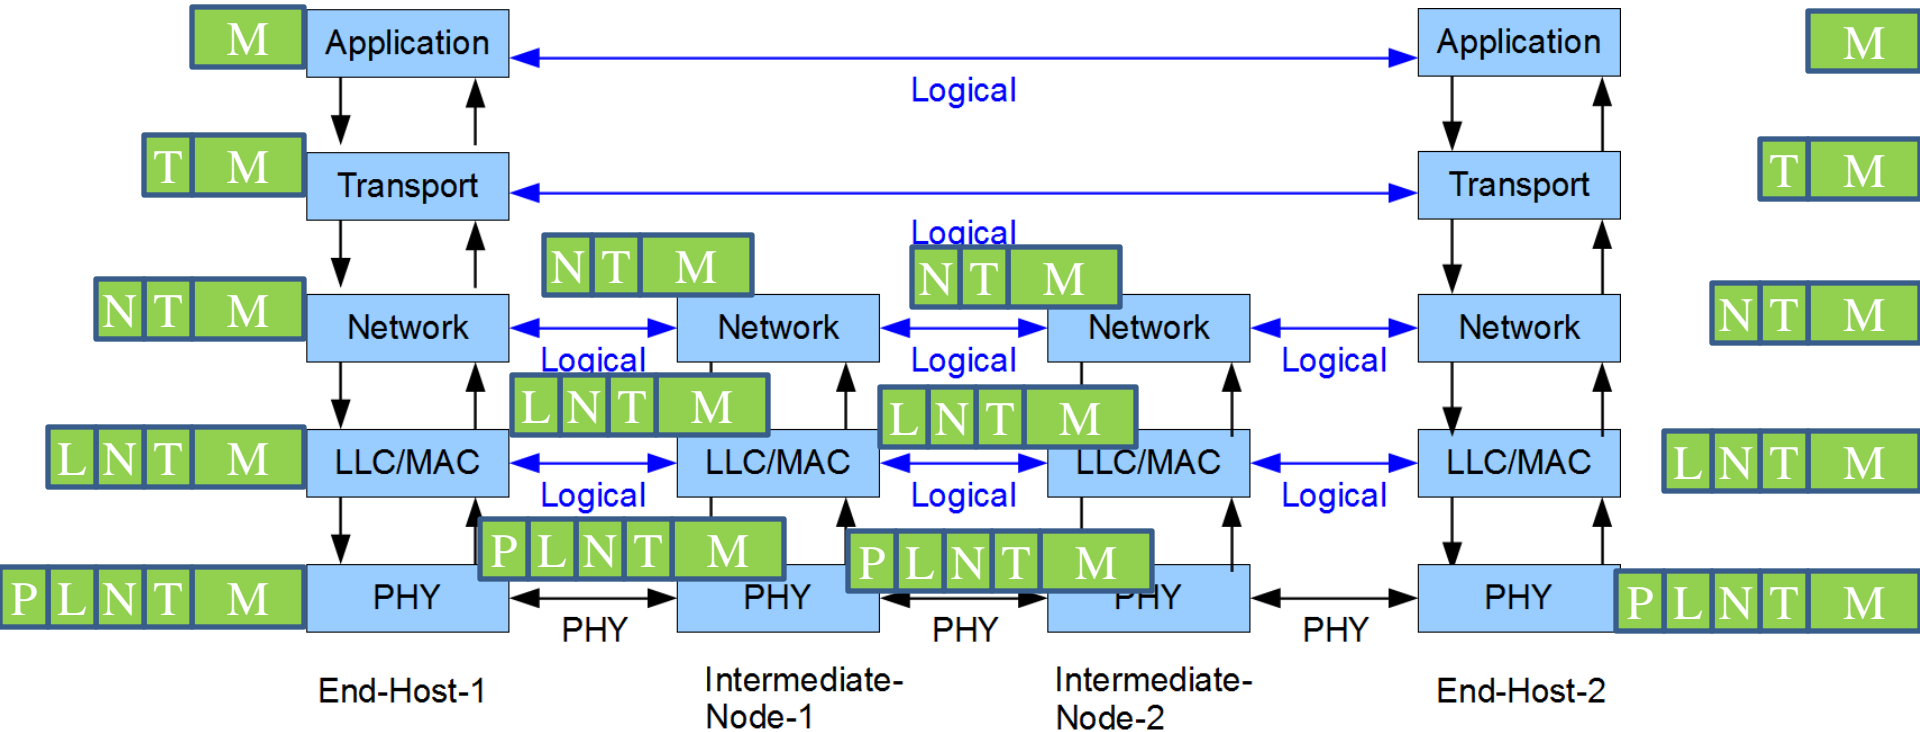 M Application Application M
Logical
T M Transport Transport T M
Logical
N T M N T M
N T M Network Network Network Network N T M
Logical Logical Logical
L N T M L N T M
L N T M LLC/MAC LLC/MAC LLC/MAC LLC/MAC L N T M
Logical Logical Logical
P L N T M P L N T M
P L N T M PHY PHY PHY PHY P L N T M
PHY PHY PHY
End-Host-1 Intermediate- Intermediate- End-Host-2
Node-1 Node-2